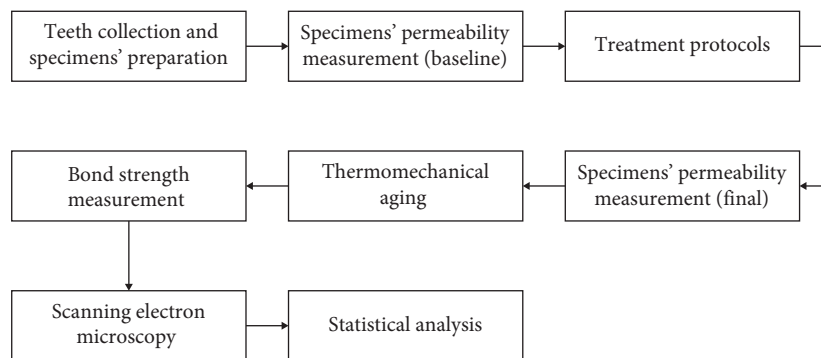 Teeth collection and
specimens’ preparation
Specimens’ permeability
measurement (baseline)
Treatment protocols
Bond strength
measurement
Thermomechanical
aging
Specimens’ permeability
measurement (final)
Scanning electron
microscopy
Statistical analysis